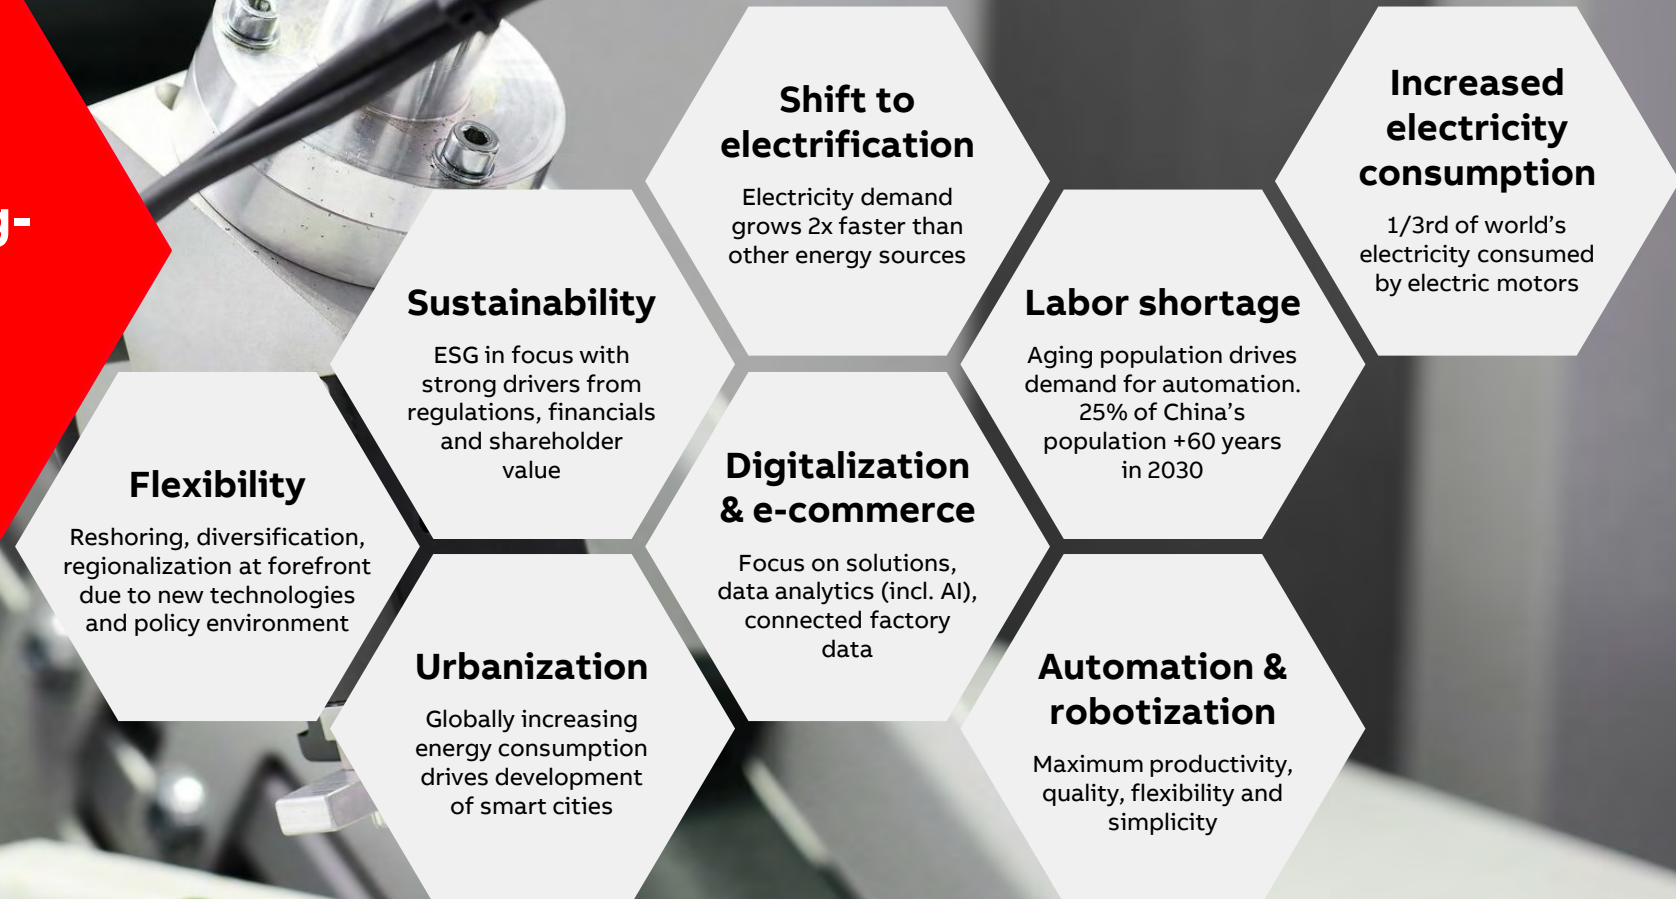 g-
Shift to
electrification
Electricity demand
grows 2x faster than
other energy sources
Increased
electricity
consumption
1/3rd of world’s
electricity consumed
by electric motors
Sustainability
ESG in focus with
strong drivers from
regulations, financials
and shareholder
value
Labor shortage
Aging population drives
demand for automation.
25% of China’s
population +60 years
in 2030
Flexibility
Reshoring, diversification,
regionalization at forefront
due to new technologies
and policy environment
Digitalization
& e-commerce
Focus on solutions,
data analytics (incl. AI),
connected factory
data
Urbanization
Globally increasing
energy consumption
drives development
of smart cities
Automation &
robotization
Maximum productivity,
quality, flexibility and
simplicity